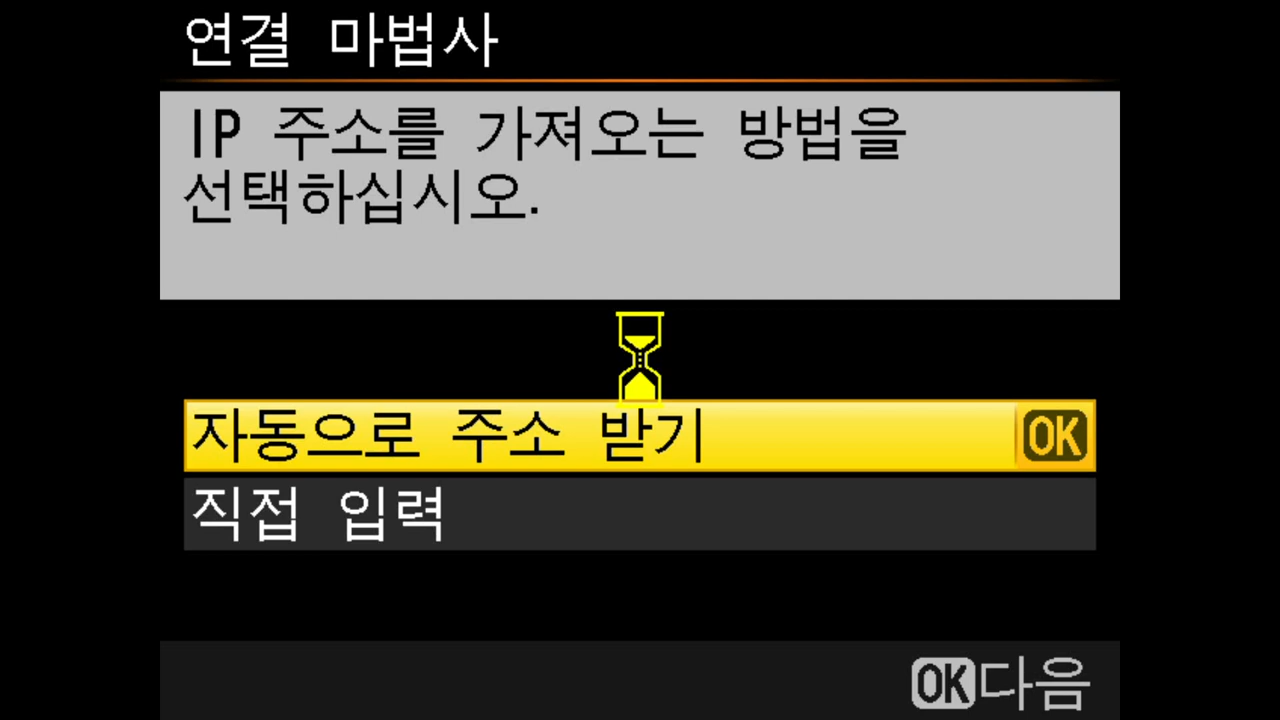 연결 마법사
IP 주소를 가져오는 방법을
선택하십시오.
자동으로 주소 받기 OK
직접 입력
OK다음